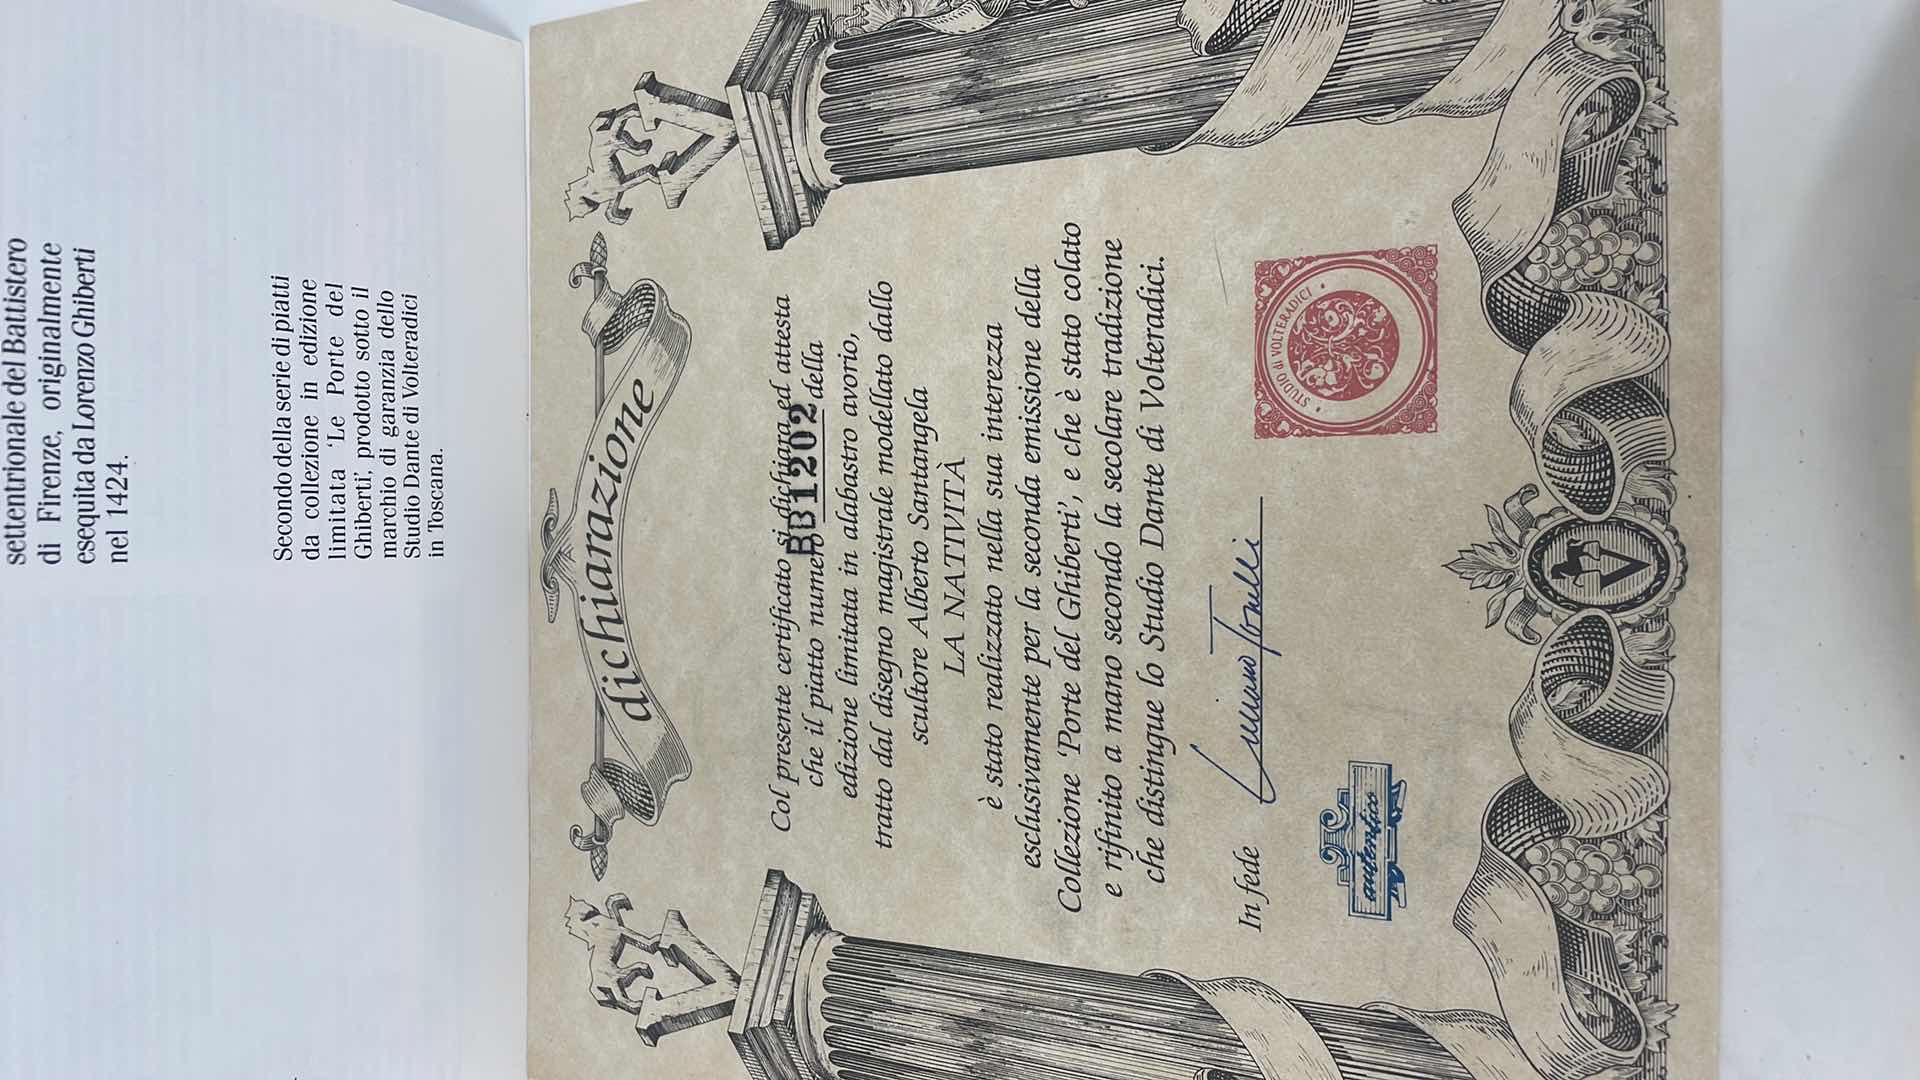 settentrionale del Battistero
di Firenze, originalmente
esequita da Lorenzo Ghiberti
nel 1424.
Secondo della serie di piatti
da collezione in edizione
limitata ‘Le Porte del
Ghiberti’, prodotto sotto il
marchio di garanzia dello
Studio Dante di Volteradici
in Toscana.
dichiarazione
Col presente certificato si dichiara ed attesta
che il piatto numero BB1202 della
edizione limitata in alabastro avorio,
tratto dal disegno magistrale modellato dallo
scultore Alberto Santangela
LA NATIVITÀ
è stato realizzato nella sua interezza
esclusivamente per la seconda emissione della
Collezione ‘Porte del Ghiberti’, e che è stato colato
e rifinito a mano secondo la secolare tradizione
che distingue lo Studio Dante di Volteradici.
In fede
autentico
STUDIO di VOLTERADICI
V